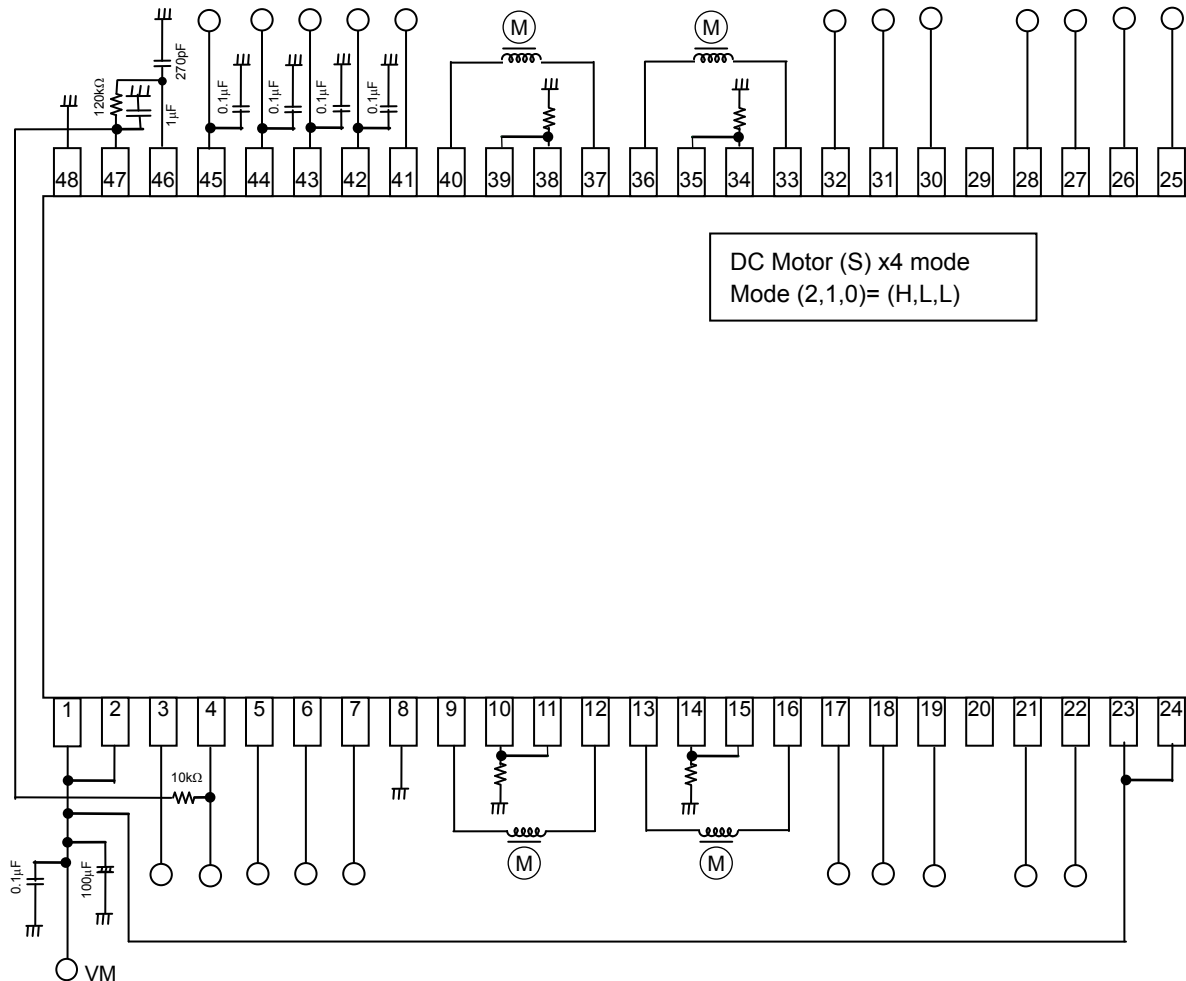 270pF
120kΩ
1μF
0.1μF
0.1μF
0.1μF
0.1μF
M
M
48 47 46 45 44 43 42 41 40 39 38 37 36 35 34 33 32 31 30 29 28 27 26 25
DC Motor (S) x4 mode
Mode (2,1,0)= (H,L,L)
1 2 3 4 5 6 7 8 9 10 11 12 13 14 15 16 17 18 19 20 21 22 23 24
10kΩ
0.1μF
100μF
M
M
VM